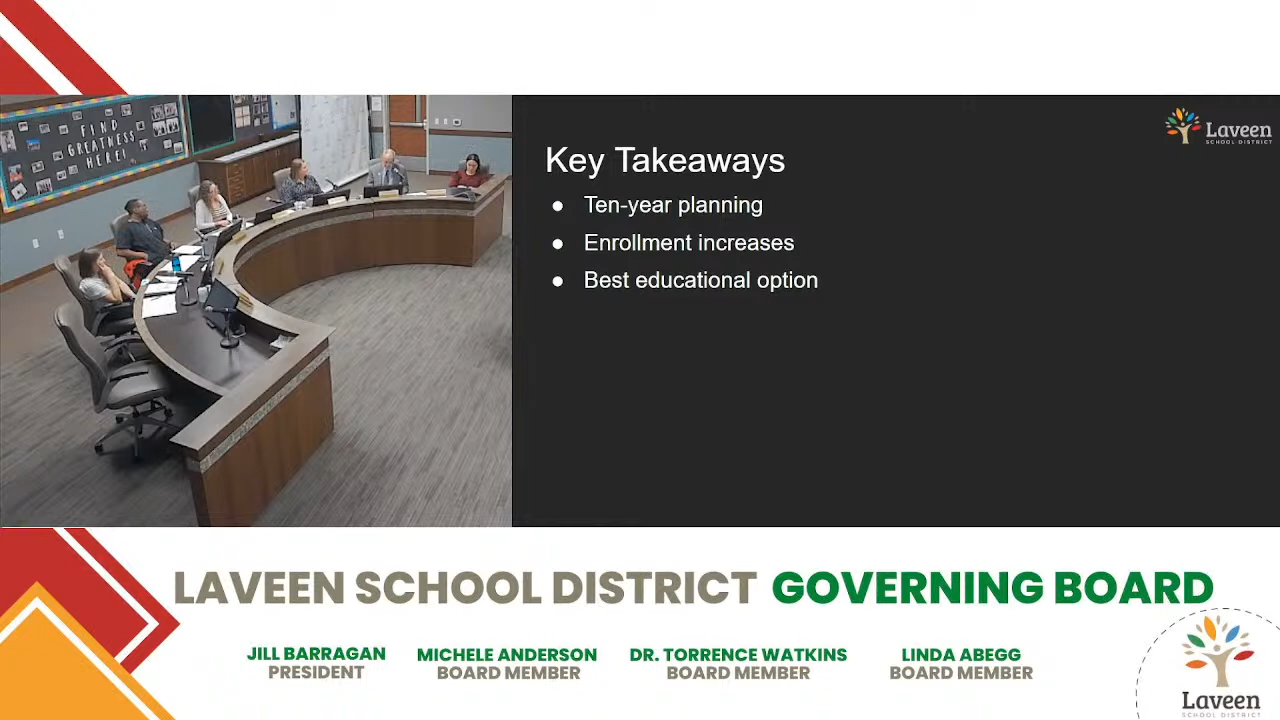 FIND
GREATNESS
HERE!
Laveen
SCHOOL DISTRICT
Key Takeaways
● Ten-year planning
● Enrollment increases
● Best educational option
LAVEEN SCHOOL DISTRICT GOVERNING BOARD
JILL BARRAGAN
PRESIDENT
MICHELE ANDERSON
BOARD MEMBER
DR. TORRENCE WATKINS
BOARD MEMBER
LINDA ABEGG
BOARD MEMBER
Laveen
SCHOOL DISTRICT